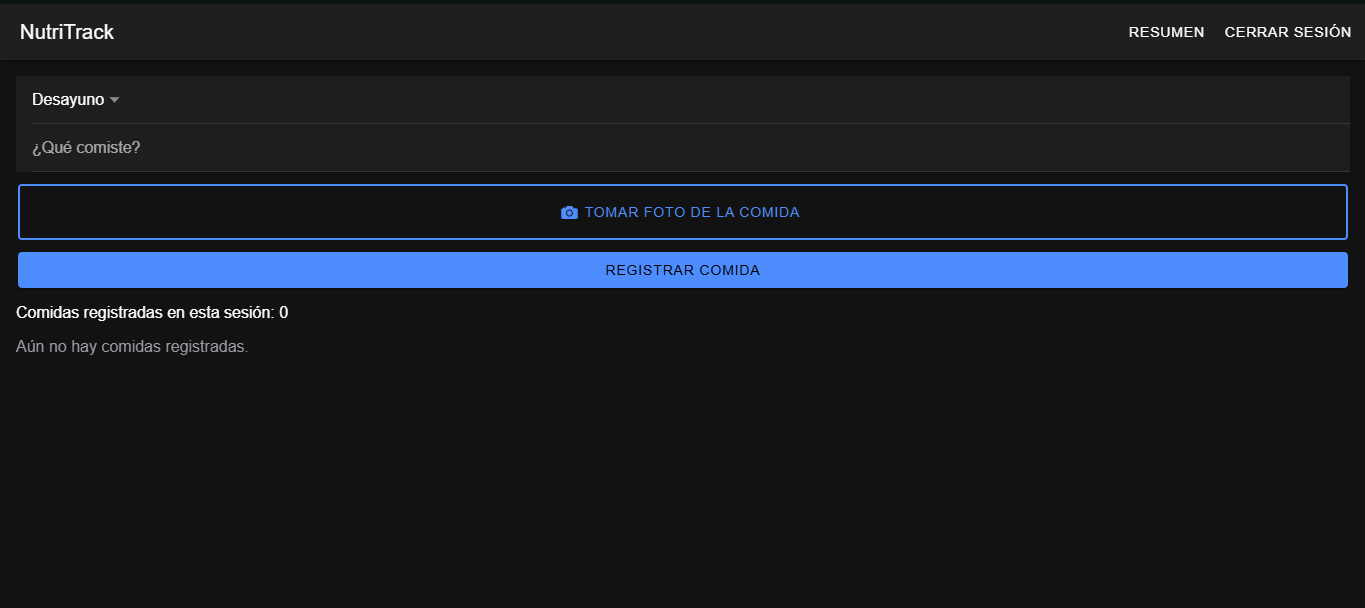 NutriTrack
RESUMEN
CERRAR SESIÓN
Desayuno
¿Qué comiste?
TOMAR FOTO DE LA COMIDA
REGISTRAR COMIDA
Comidas registradas en esta sesión: 0
Aún no hay comidas registradas.